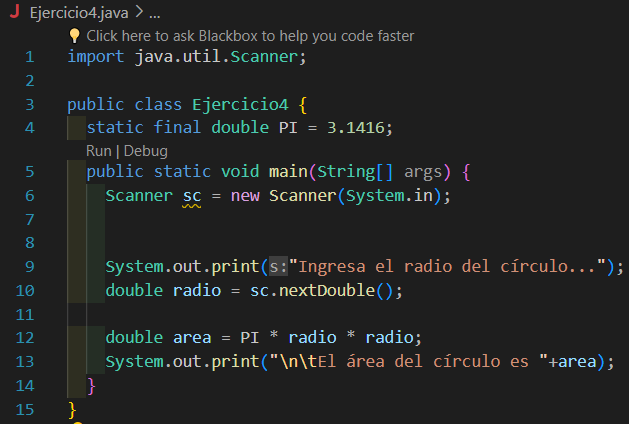 J Ejercicio4.java > ...
Click here to ask Blackbox to help you code faster
1 import java.util.Scanner;
2
3 public class Ejercicio4 {
4 static final double PI = 3.1416;
Run | Debug
5 public static void main(String[] args) {
6 Scanner sc = new Scanner(System.in);
7
8
9 System.out.print(s:"Ingresa el radio del círculo...");
10 double radio = sc.nextDouble();
11
12 double area = PI * radio * radio;
13 System.out.print("\n\tEl área del círculo es "+area);
14 }
15 }